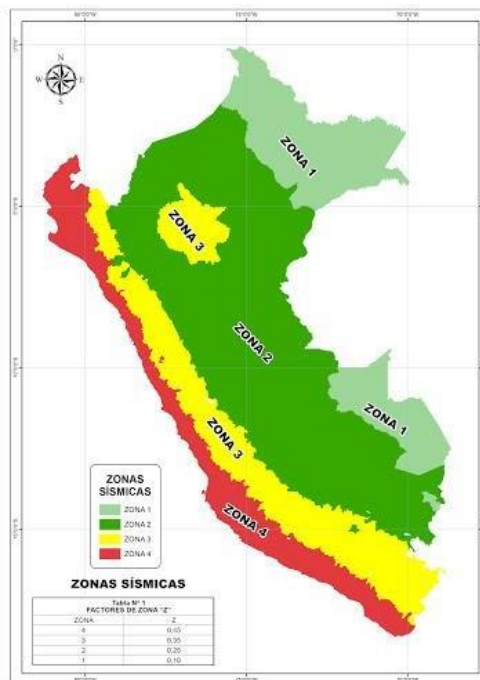 N
W E
S
ZONA 1
ZONA 3
ZONA 2
ZONA 1
ZONA 3
ZONA 4
ZONAS
SÍSMICAS
ZONA 1
ZONA 2
ZONA 3
ZONA 4
ZONAS SÍSMICAS
Tabla N° 1
FACTORES DE ZONA "Z"
ZONA Z
4 0,45
3 0,35
2 0,25
1 0,10